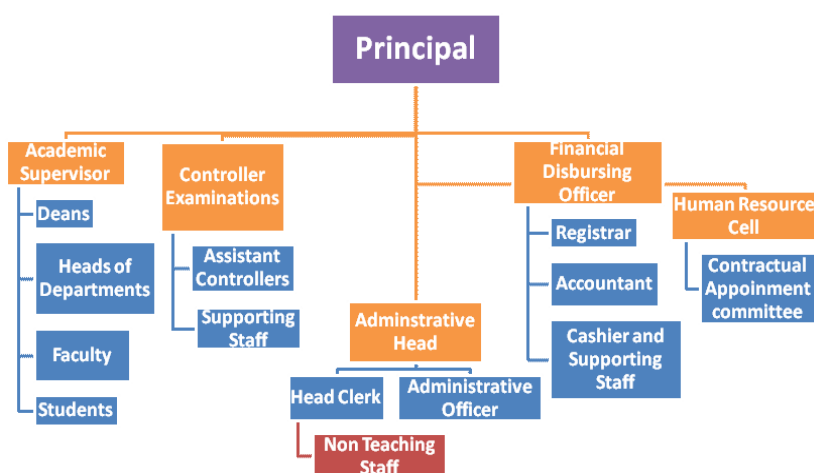 Principal
Academic
Supervisor
Deans
Heads of
Departments
Faculty
Students
Controller
Examinations
Assistant
Controllers
Supporting
Staff
Adminstrative
Head
Head Clerk
Administrative
Officer
Non Teaching
Staff
Financial
Disbursing
Officer
Registrar
Accountant
Cashier and
Supporting
Staff
Human Resource
Cell
Contractual
Appoinment
committee